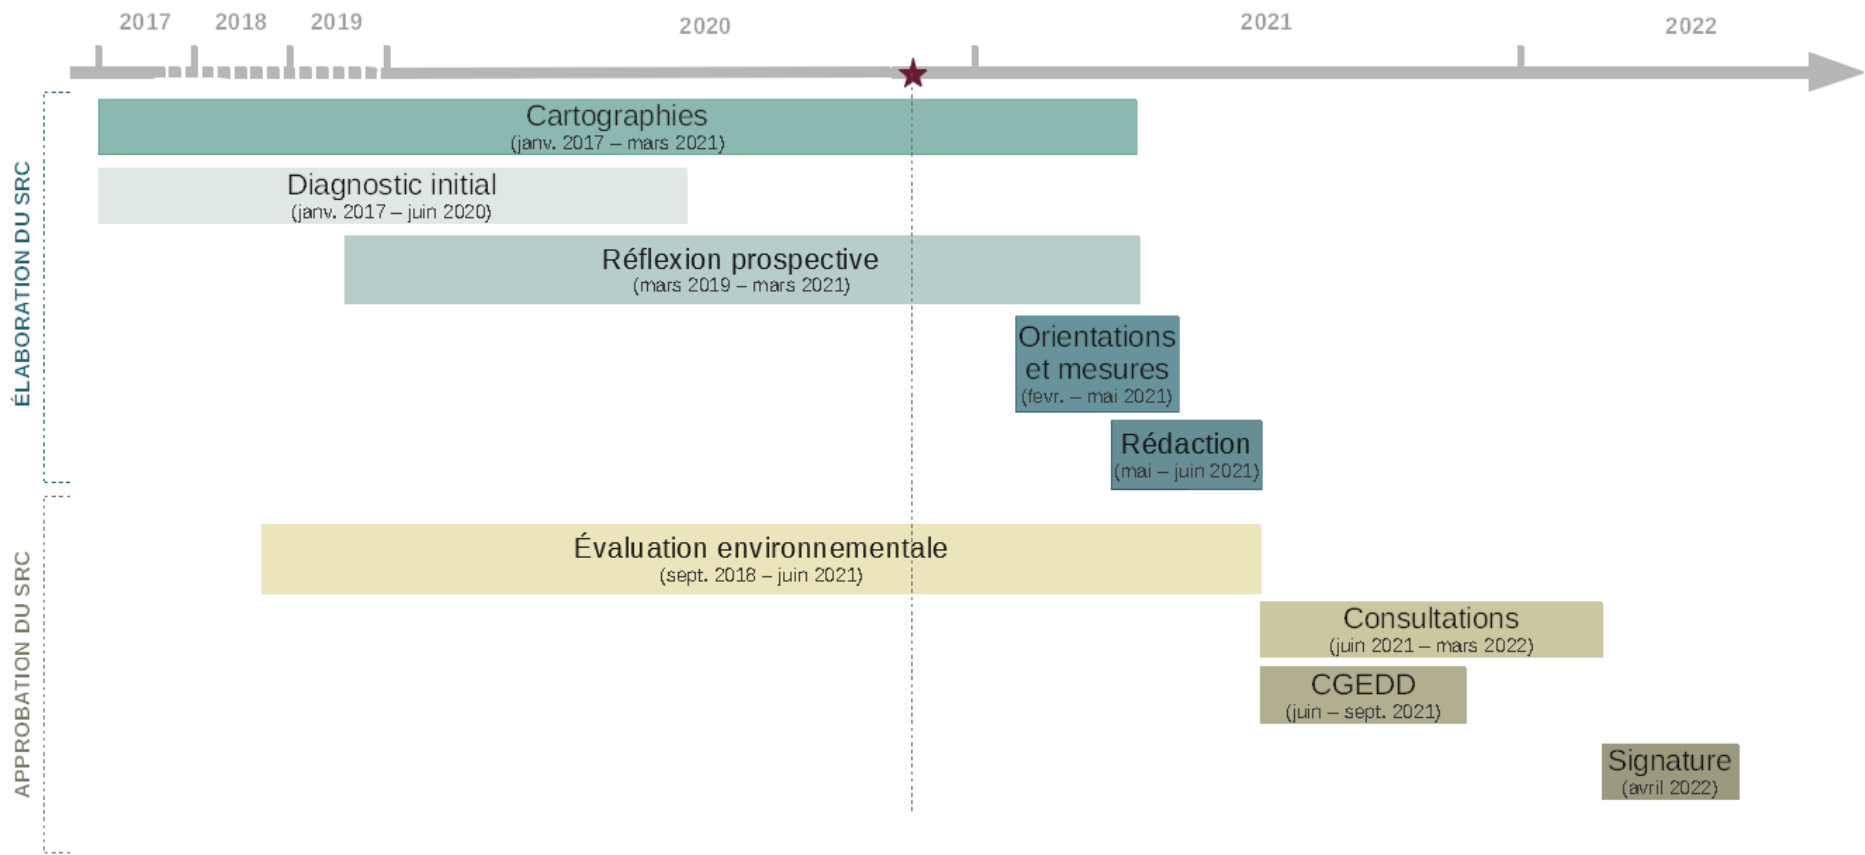 2017 2018 2019 2020 2021 2022
ÉLABORATION DU SRC
Cartographies
(janv. 2017 – mars 2021)
Diagnostic initial
(janv. 2017 – juin 2020)
Réflexion prospective
(mars 2019 – mars 2021)
Orientations
et mesures
(fevr. – mai 2021)
Rédaction
(mai – juin 2021)
APPROBATION DU SRC
Évaluation environnementale
(sept. 2018 – juin 2021)
Consultations
(juin 2021 – mars 2022)
CGEDD
(juin – sept. 2021)
Signature
(avril 2022)